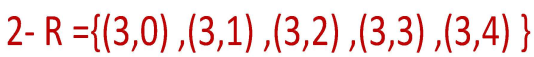 2- R ={(3,0) ,(3,1) ,(3,2) ,(3,3) ,(3,4) }